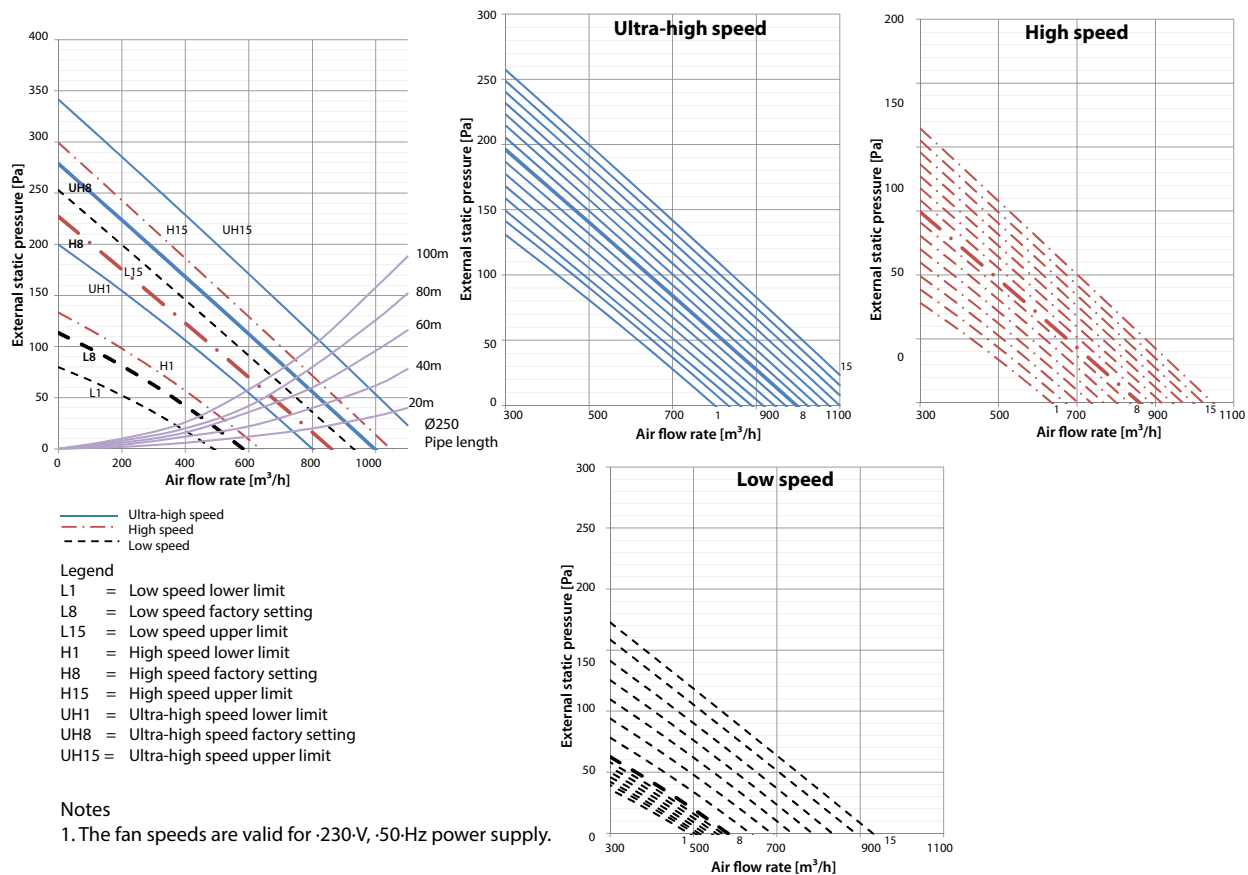 400
350
300
250
200
150
100
50
0
External static pressure [Pa]
UH8
H8
UH1
L15
H15
UH15
L8
H1
L1
100m
80m
60m
40m
20m
Ø250
Pipe length
0 200 400 600 800 1000
Air flow rate [m³/h]
Ultra-high speed
300
250
200
150
100
50
0
External static pressure [Pa]
15
300 500 700 1 900 8 1100
Air flow rate [m³/h]
High speed
200
150
100
50
0
External static pressure [Pa]
300 500 1 700 8 900 15 1100
Air flow rate [m³/h]
Ultra-high speed
High speed
Low speed
Legend
L1 = Low speed lower limit
L8 = Low speed factory setting
L15 = Low speed upper limit
H1 = High speed lower limit
H8 = High speed factory setting
H15 = High speed upper limit
UH1 = Ultra-high speed lower limit
UH8 = Ultra-high speed factory setting
UH15 = Ultra-high speed upper limit
Low speed
300
250
200
150
100
50
0
External static pressure [Pa]
300 1 500 8 700 900 15 1100
Air flow rate [m³/h]
Notes
1. The fan speeds are valid for ·230·V, ·50·Hz power supply.